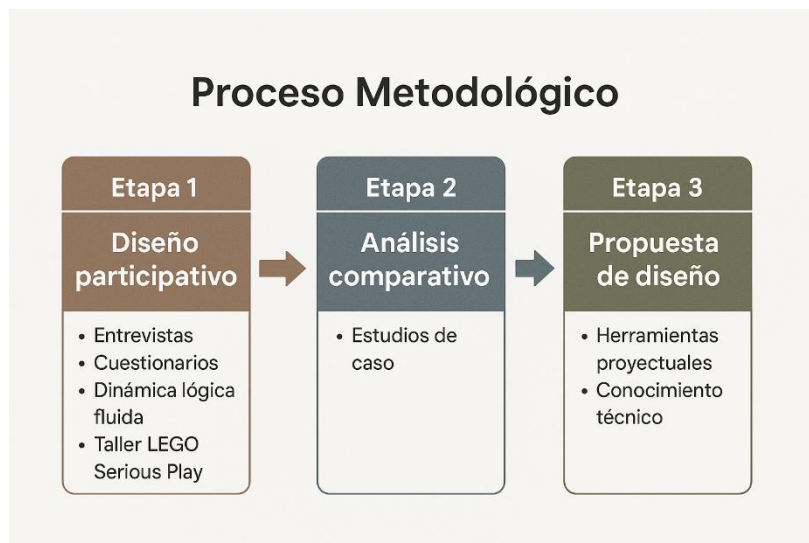 Proceso Metodológico
Etapa 1
Diseño
participativo
• Entrevistas
• Cuestionarios
• Dinámica lógica
fluida
• Taller LEGO
Serious Play
Etapa 2
Análisis
comparativo
• Estudios de
caso
Etapa 3
Propuesta
de diseño
• Herramientas
proyectuales
• Conocimiento
técnico